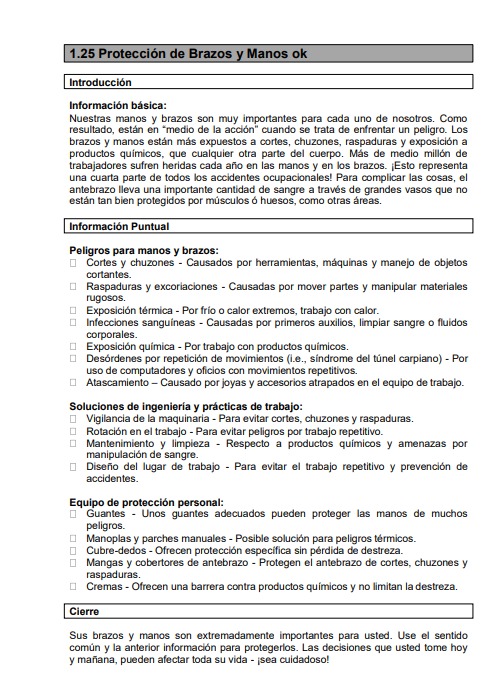 1.25 Protección de Brazos y Manos ok
Introducción
Información básica:
Nuestras manos y brazos son muy importantes para cada uno de nosotros. Como
resultado, están en “medio de la acción” cuando se trata de enfrentar un peligro. Los
brazos y manos están más expuestos a cortes, chuzones, raspaduras y exposición a
productos químicos, que cualquier otra parte del cuerpo. Más de medio millón de
trabajadores sufren heridas cada año en las manos y en los brazos. ¡Esto representa
una cuarta parte de todos los accidentes ocupacionales! Para complicar las cosas, el
antebrazo lleva una importante cantidad de sangre a través de grandes vasos que no
están tan bien protegidos por músculos ó huesos, como otras áreas.
Información Puntual
Peligros para manos y brazos:
Cortes y chuzones - Causados por herramientas, máquinas y manejo de objetos
cortantes.
Raspaduras y excoriaciones - Causadas por mover partes y manipular materiales
rugosos.
Exposición térmica - Por frío o calor extremos, trabajo con calor.
Infecciones sanguíneas - Causadas por primeros auxilios, limpiar sangre o fluidos
corporales.
Exposición química - Por trabajo con productos químicos.
Desórdenes por repetición de movimientos (i.e., síndrome del túnel carpiano) - Por
uso de computadores y oficios con movimientos repetitivos.
Atascamiento – Causado por joyas y accesorios atrapados en el equipo de trabajo.
Soluciones de ingeniería y prácticas de trabajo:
Vigilancia de la maquinaria - Para evitar cortes, chuzones y raspaduras.
Rotación en el trabajo - Para evitar peligros por trabajo repetitivo.
Mantenimiento y limpieza - Respecto a productos químicos y amenazas por
manipulación de sangre.
Diseño del lugar de trabajo - Para evitar el trabajo repetitivo y prevención de
accidentes.
Equipo de protección personal:
Guantes - Unos guantes adecuados pueden proteger las manos de muchos
peligros.
Manoplas y parches manuales - Posible solución para peligros térmicos.
Cubre-dedos - Ofrecen protección específica sin pérdida de destreza.
Mangas y cobertores de antebrazo - Protegen el antebrazo de cortes, chuzones y
raspaduras.
Cremas - Ofrecen una barrera contra productos químicos y no limitan la destreza.
Cierre
Sus brazos y manos son extremadamente importantes para usted. Use el sentido
común y la anterior información para protegerlos. Las decisiones que usted tome hoy
y mañana, pueden afectar toda su vida - ¡sea cuidadoso!